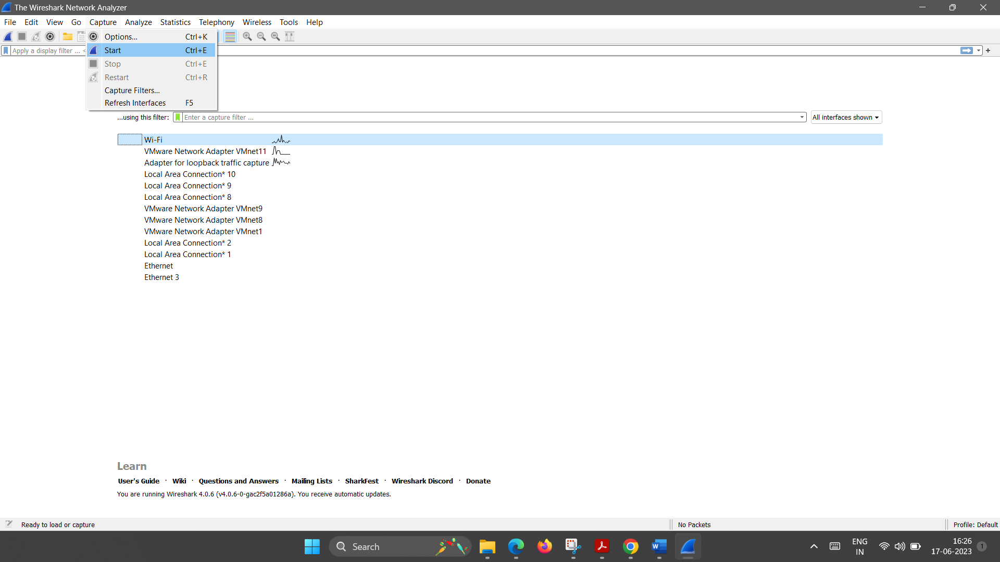 The Wireshark Network Analyzer
File Edit View Go Capture Analyze Statistics Telephony Wireless Tools Help
Options... Ctrl+K
Apply a display filter ... <
Start Ctrl+E
+
Stop Ctrl+E
Restart Ctrl+R
Capture Filters...
Refresh Interfaces F5
...using this filter: Enter a capture filter ... All interfaces shown
Wi-Fi
VMware Network Adapter VMnet11
Adapter for loopback traffic capture
Local Area Connection* 10
Local Area Connection* 9
Local Area Connection* 8
VMware Network Adapter VMnet9
VMware Network Adapter VMnet8
VMware Network Adapter VMnet1
Local Area Connection* 2
Local Area Connection* 1
Ethernet
Ethernet 3
Learn
User's Guide · Wiki · Questions and Answers · Mailing Lists · SharkFest · Wireshark Discord · Donate
You are running Wireshark 4.0.6 (v4.0.6-0-gac2f5a01286a). You receive automatic updates.
Ready to load or capture No Packets Profile: Default
Search
W
ENG
IN
16:26
17-06-2023
1